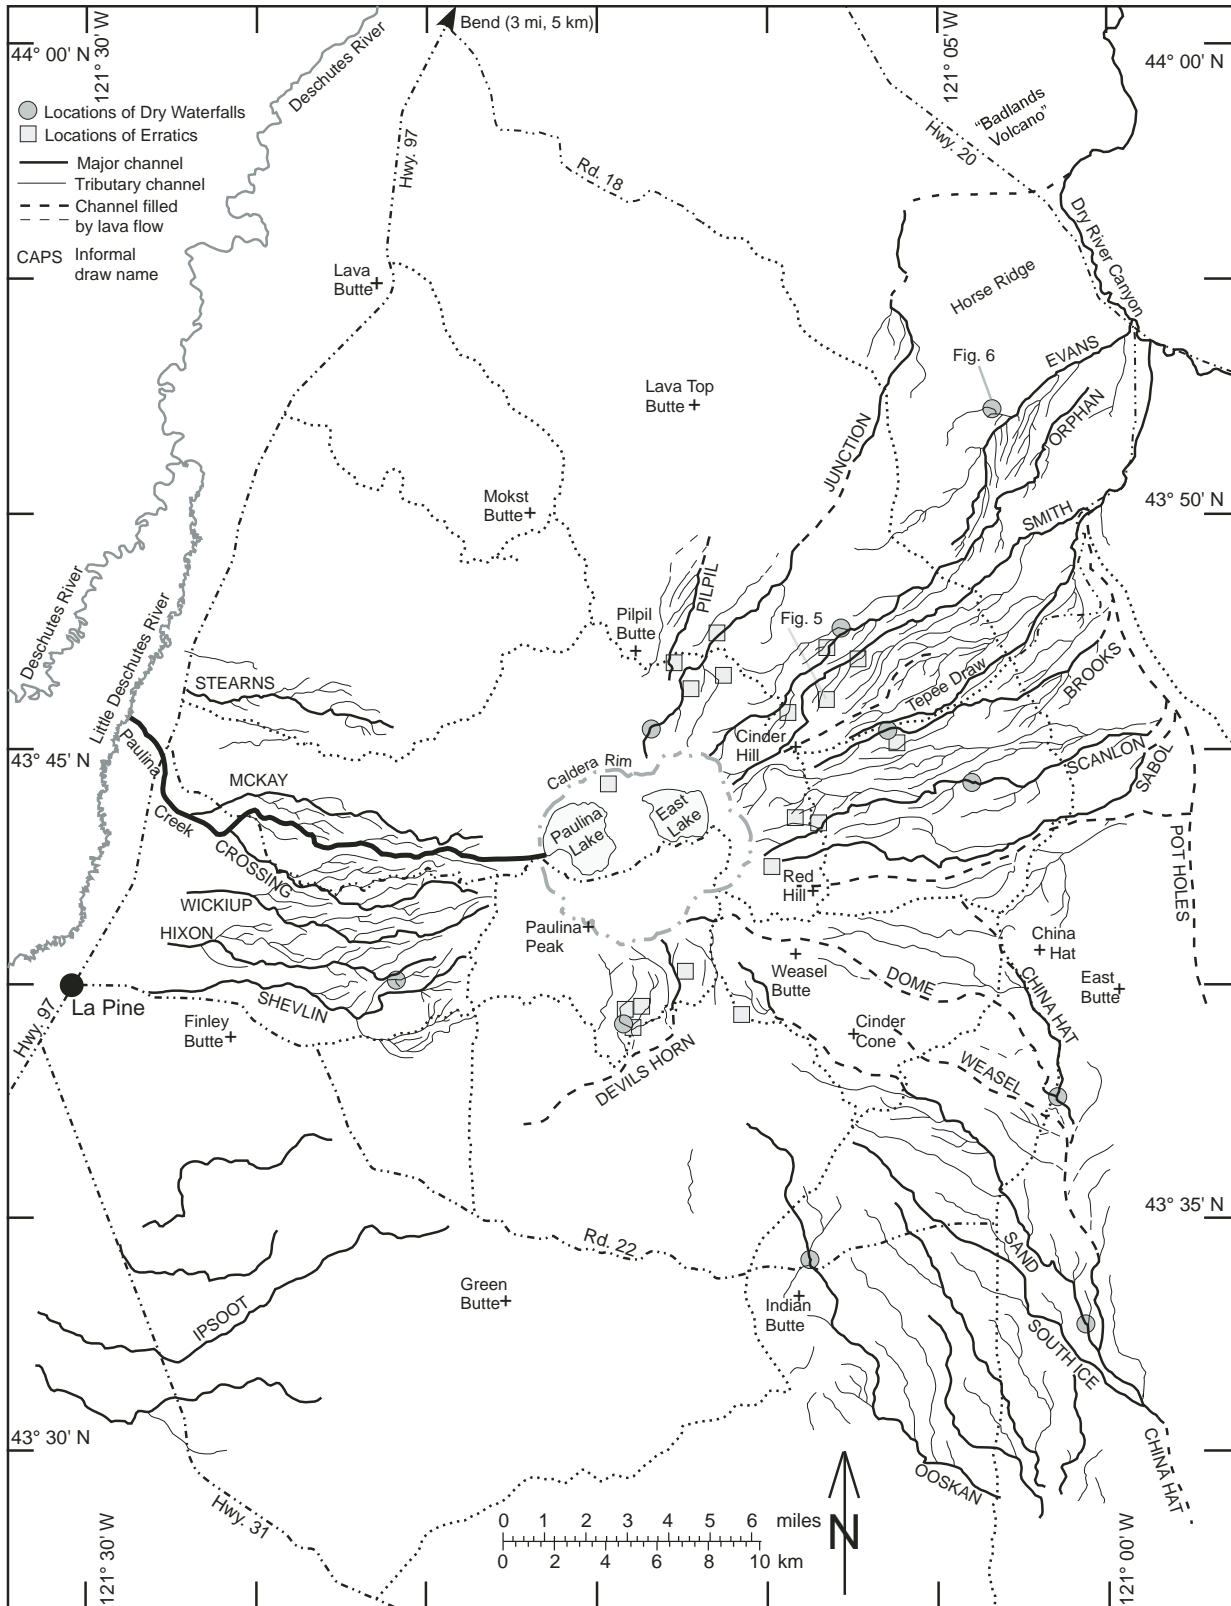 Bend (3 mi, 5 km)
44° 00' N
121° 30' W
Deschutes River
121° 05' W
44° 00' N
Locations of Dry Waterfalls
Locations of Erratics
Major channel
Tributary channel
Channel filled
by lava flow
CAPS Informal
draw name
Hwy. 97
Rd. 18
Hwy. 20
"Badlands
Volcano"
Dry River Canyon
Lava
Butte
Horse Ridge
Fig. 6
EVANS
ORPHAN
Lava Top
Butte
JUNCTION
Mokst
Butte
43° 50' N
SMITH
Deschutes River
Little Deschutes River
PILPIL
Pilpil
Butte
Fig. 5
STEARNS
Tepee Draw
BROOKS
43° 45' N
Paulina
Creek
Cinder
Hill
SCANLON
SABOL
MCKAY
Caldera Rim
Paulina
Lake
East
Lake
CROSSING
Red
Hill
POT HOLES
WICKIUP
HIXON
Paulina
Peak
China
Hat
Weasel
Butte
DOME
CHINA HAT
East
Butte
La Pine
SHEVLIN
Finley
Butte
Hwy. 97
Cinder
Cone
WEASEL
DEVILS HORN
43° 35' N
Rd. 22
SAND
Green
Butte
Indian
Butte
IPSOOT
SOUTH ICE
43° 30' N
CHINA HAT
OOSKAN
Hwy. 31
0 1 2 3 4 5 6 miles
0 2 4 6 8 10 km
N
121° 30' W
121° 00' W